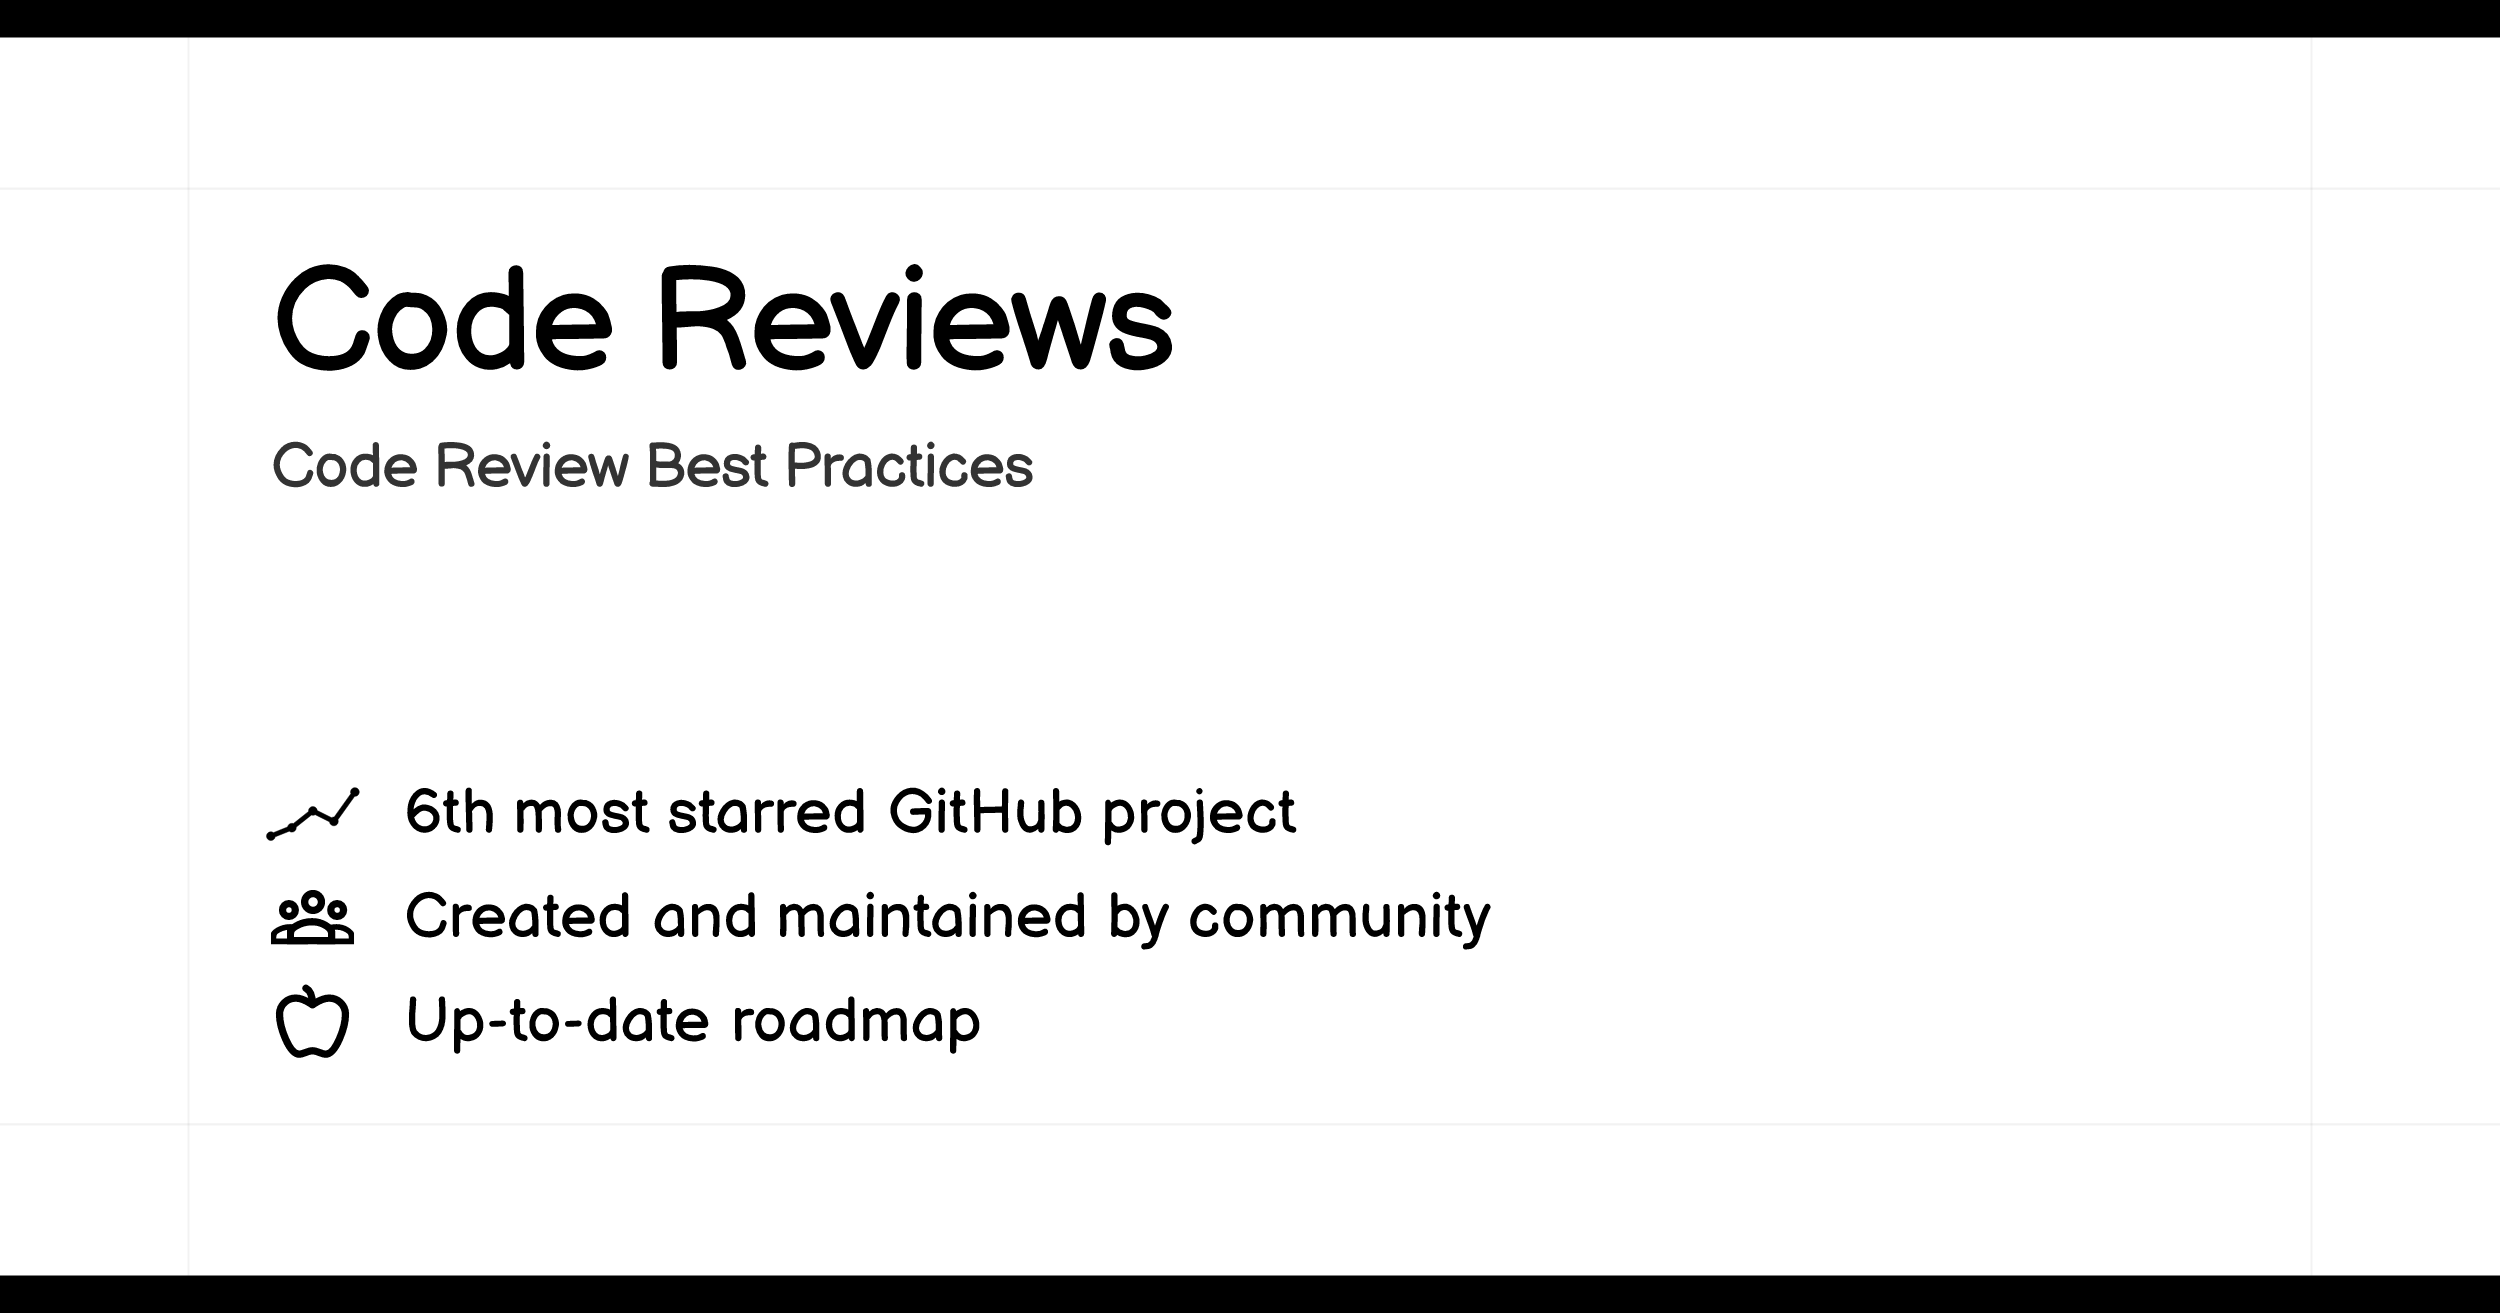 Code Reviews
Code Review Best Practices
6th most starred GitHub project
Created and maintained by community
Up-to-date roadmap